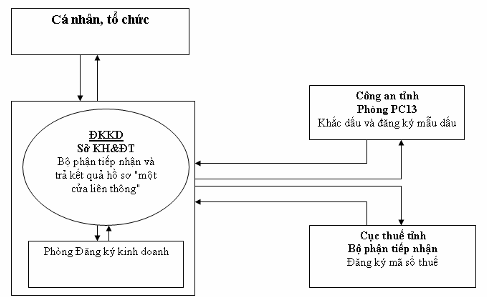 Cá nhân, tổ chức
ĐKKD
Sở KH&ĐT
Bộ phận tiếp nhận và
trả kết quả hồ sơ "một
cửa liên thông"
Phòng Đăng ký kinh doanh
Công an tỉnh
Phòng PC13
Khắc dấu và đăng ký mẫu dấu
Cục thuế tỉnh
Bộ phận tiếp nhận
Đăng ký mã số thuế